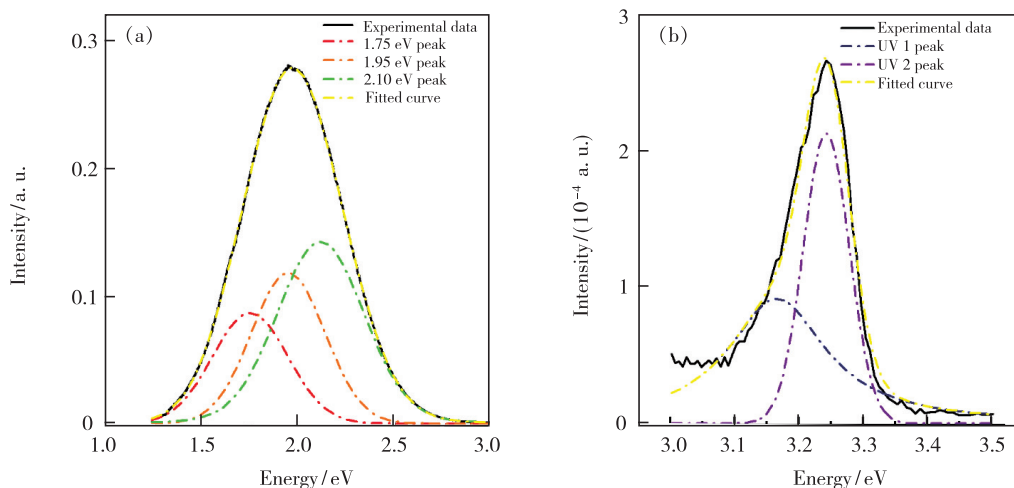 (a)
Experimental data
1.75 eV peak
1.95 eV peak
2.10 eV peak
Fitted curve
0.3
0.2
0.1
0
1.0
1.5
2.0
2.5
3.0
Intensity/a. u.
Energy/eV
(b)
Experimental data
UV 1 peak
UV 2 peak
Fitted curve
3
2
1
0
3.0
3.1
3.2
3.3
3.4
3.5
Intensity/(10⁻⁴ a. u.)
Energy/eV